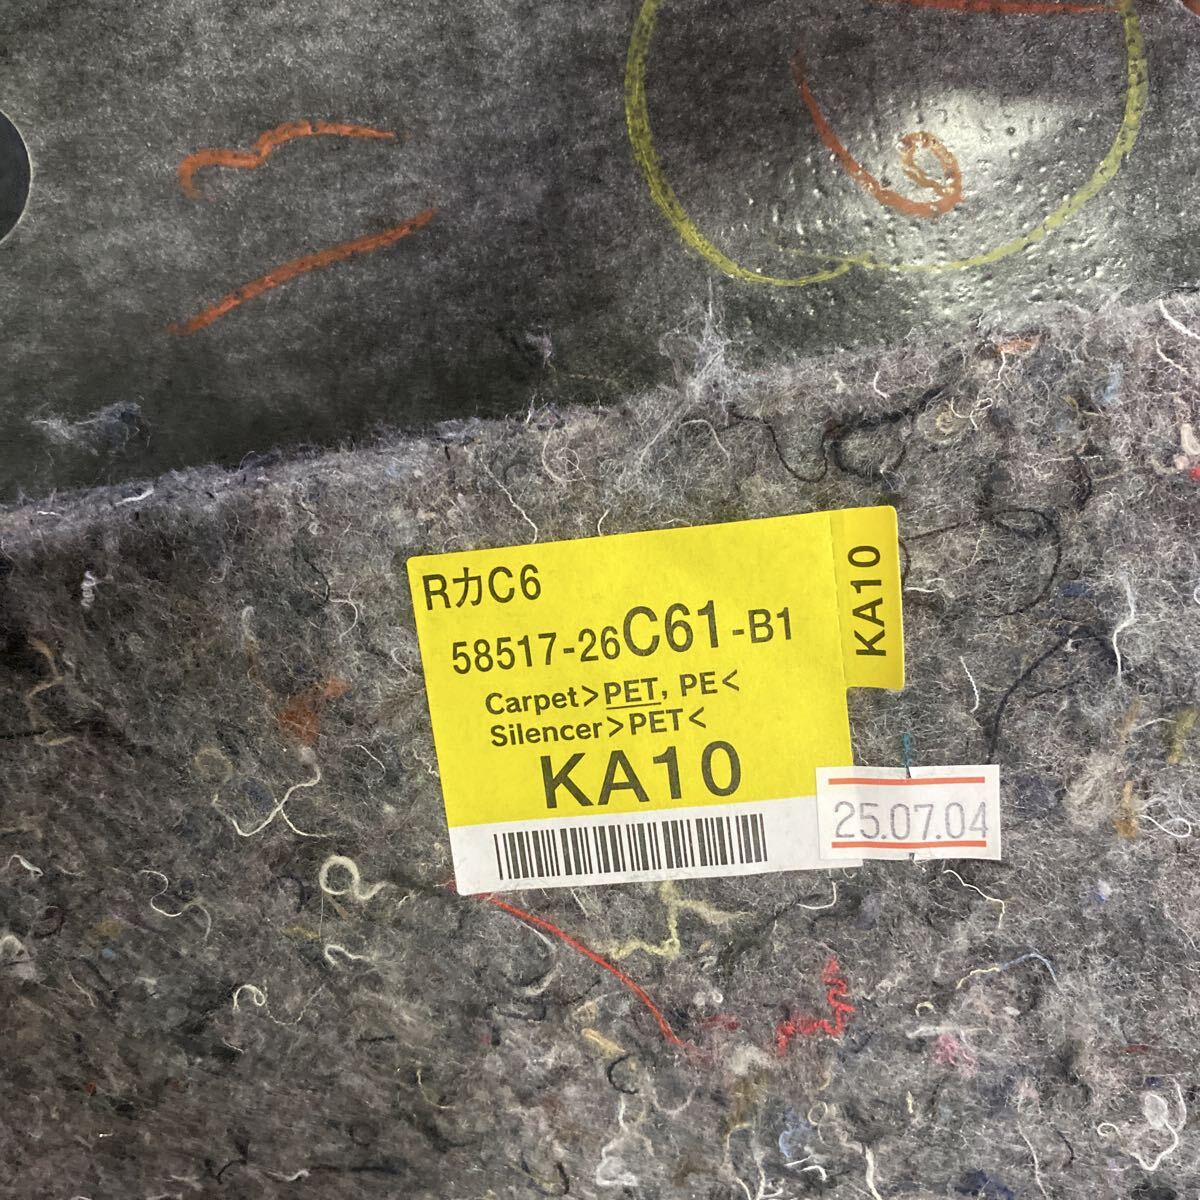 RカC6
58517-26C61-B1
Carpet>PET, PE<
Silencer>PET<
KA10
KA10
25.07.04